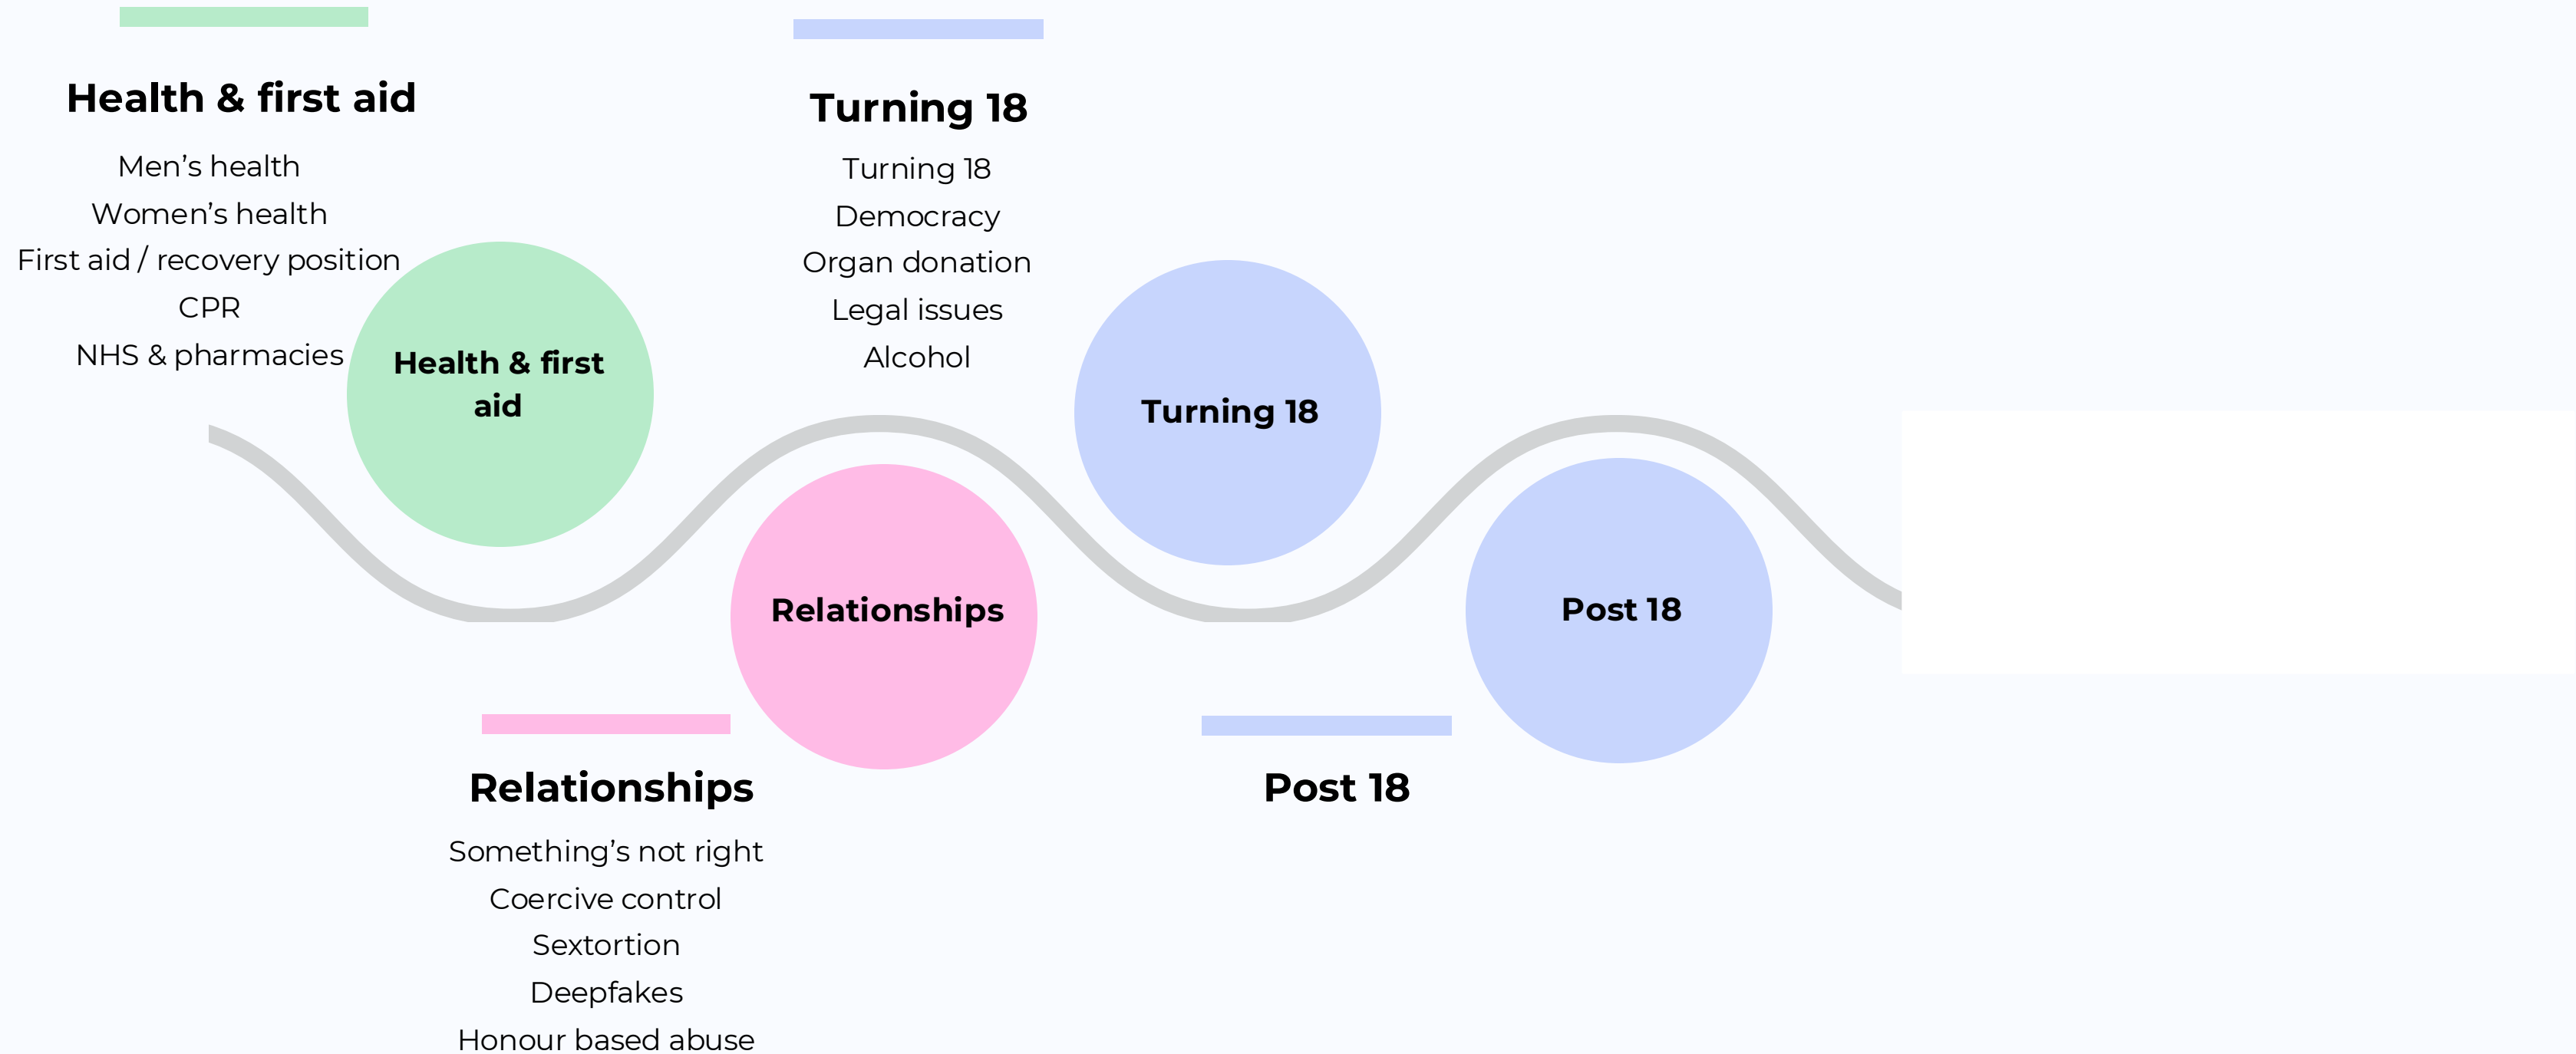 Health & first aid
Men’s health
Women’s health
First aid / recovery position
CPR
NHS & pharmacies
Health & first
aid
Turning 18
Turning 18
Democracy
Organ donation
Legal issues
Alcohol
Turning 18
Relationships
Relationships
Something’s not right
Coercive control
Sextortion
Deepfakes
Honour based abuse
Post 18
Post 18